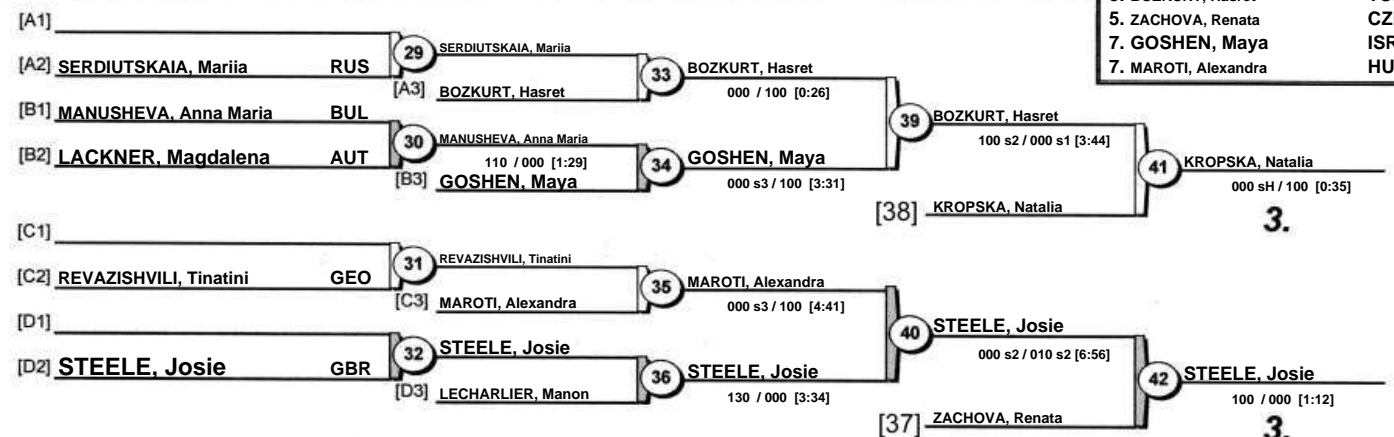 5. ZACHOVA, Renata CZ
7. GOSHEN, Maya ISR
7. MAROTI, Alexandra HU
[A1]
[A2] SERDIUTSKAIA, Mariia RUS
29 SERDIUTSKAIA, Mariia
[A3] BOZKURT, Hasret
33 BOZKURT, Hasret
000 / 100 [0:26]
[B1] MANUSHEVA, Anna Maria BUL
[B2] LACKNER, Magdalena AUT
30 MANUSHEVA, Anna Maria
110 / 000 [1:29]
[B3] GOSHEN, Maya
34 GOSHEN, Maya
000 s3 / 100 [3:31]
39 BOZKURT, Hasret
100 s2 / 000 s1 [3:44]
[38] KROPSKA, Natalia
41 KROPSKA, Natalia
000 sH / 100 [0:35]
3.
[C1]
[C2] REVAZISHVILI, Tinatini GEO
31 REVAZISHVILI, Tinatini
[C3] MAROTI, Alexandra
35 MAROTI, Alexandra
000 s3 / 100 [4:41]
[D1]
[D2] STEELE, Josie GBR
32 STEELE, Josie
[D3] LECHARLIER, Manon
36 STEELE, Josie
130 / 000 [3:34]
40 STEELE, Josie
000 s2 / 010 s2 [6:56]
[37] ZACHOVA, Renata
42 STEELE, Josie
100 / 000 [1:12]
3.